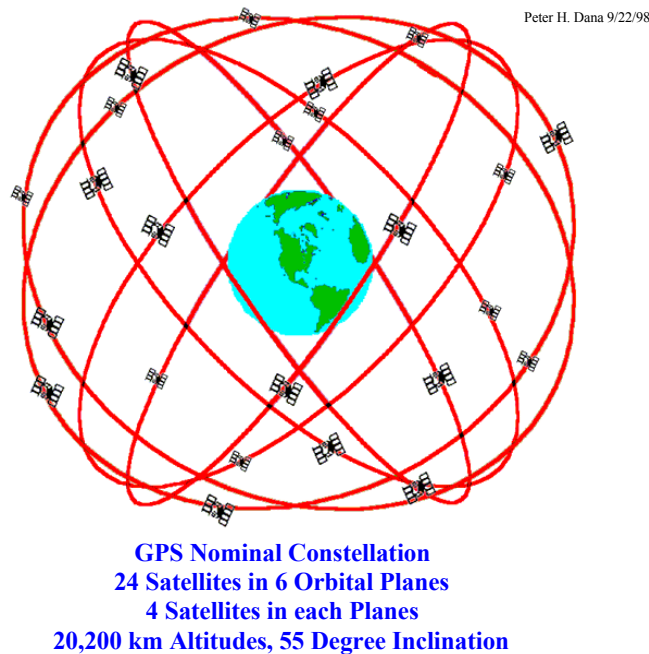 Peter H. Dana 9/22/98
GPS Nominal Constellation
24 Satellites in 6 Orbital Planes
4 Satellites in each Planes
20,200 km Altitudes, 55 Degree Inclination